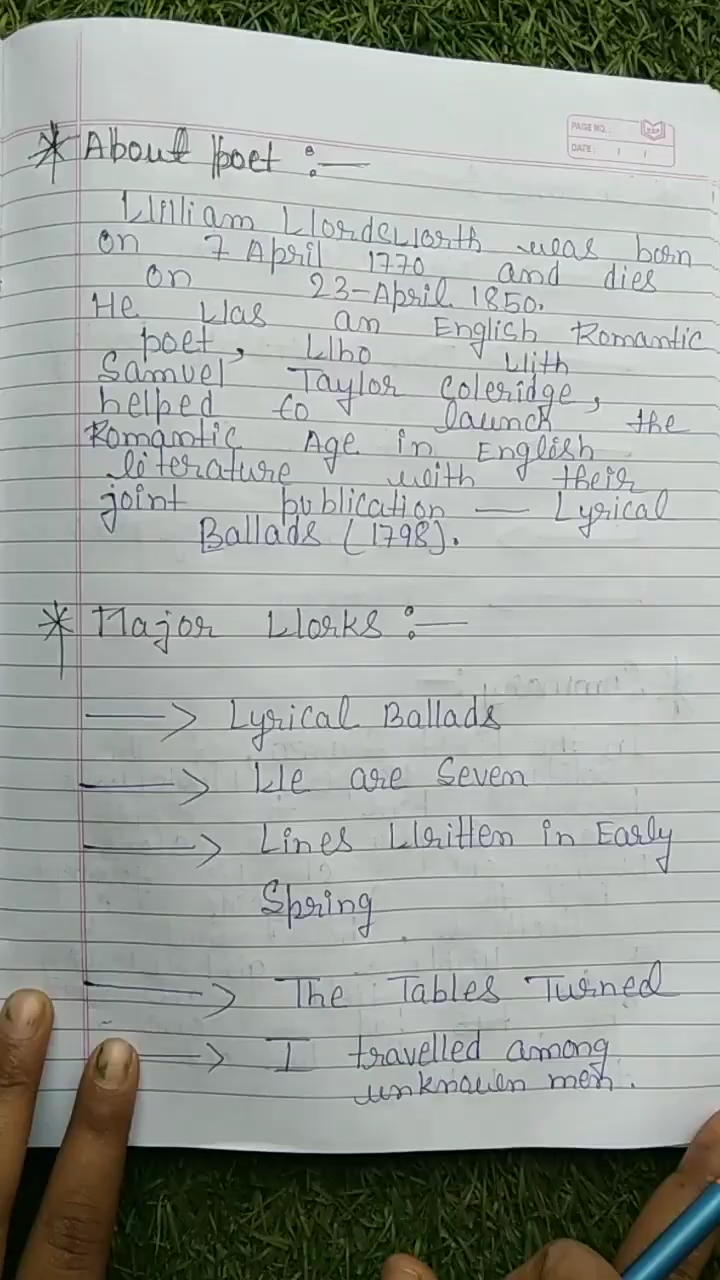 PAGE NO.:
DATE: / /
* About poet :—
William Wordsworth was born
on 7 April 1770 and dies
on 23-April 1850.
He was an English Romantic
poet, who with
Samuel Taylor Coleridge,
helped to launch the
Romantic Age in English
literature with their
joint publication — Lyrical
Ballads (1798).
* Major Works :—
→ Lyrical Ballads
→ We are Seven
→ Lines Written in Early
Spring
→ The Tables Turned
→ I travelled among
unknown men.